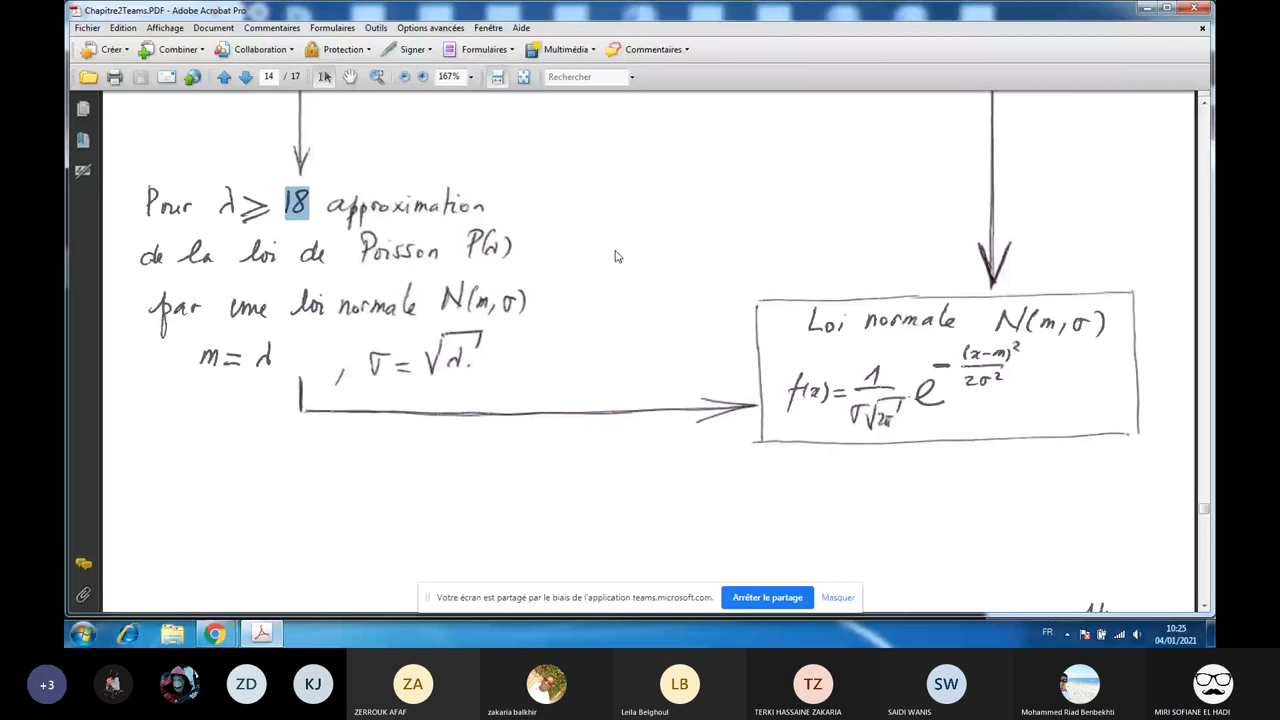 Chapitre2Teams.PDF - Adobe Acrobat Pro
Fichier Edition Affichage Document Commentaires Formulaires Outils Options avancées Fenêtre Aide
Créer Combiner Collaboration Protection Signer Formulaires Multimédia Commentaires
14 / 17 167% Rechercher
Pour λ ≥ 18 approximation
de la loi de Poisson P(λ)
par une loi normale N(m, σ)
m = λ , σ = √λ.
Loi normale N(m, σ)
f(x) = 1/(σ√2π) · e^(-(x-m)²/2σ²)
Votre écran est partagé par le biais de l'application teams.microsoft.com. Arrêter le partage Masquer
FR 10:25
04/01/2021
+3 ZD KJ ZA LB TZ SW
ZERROUK AFAF zakaria balkhir Leila Belghoul TERKI HASSAINE ZAKARIA SAIDI WANIS Mohammed Riad Benbekhti MIRI SOFIANE EL HADI